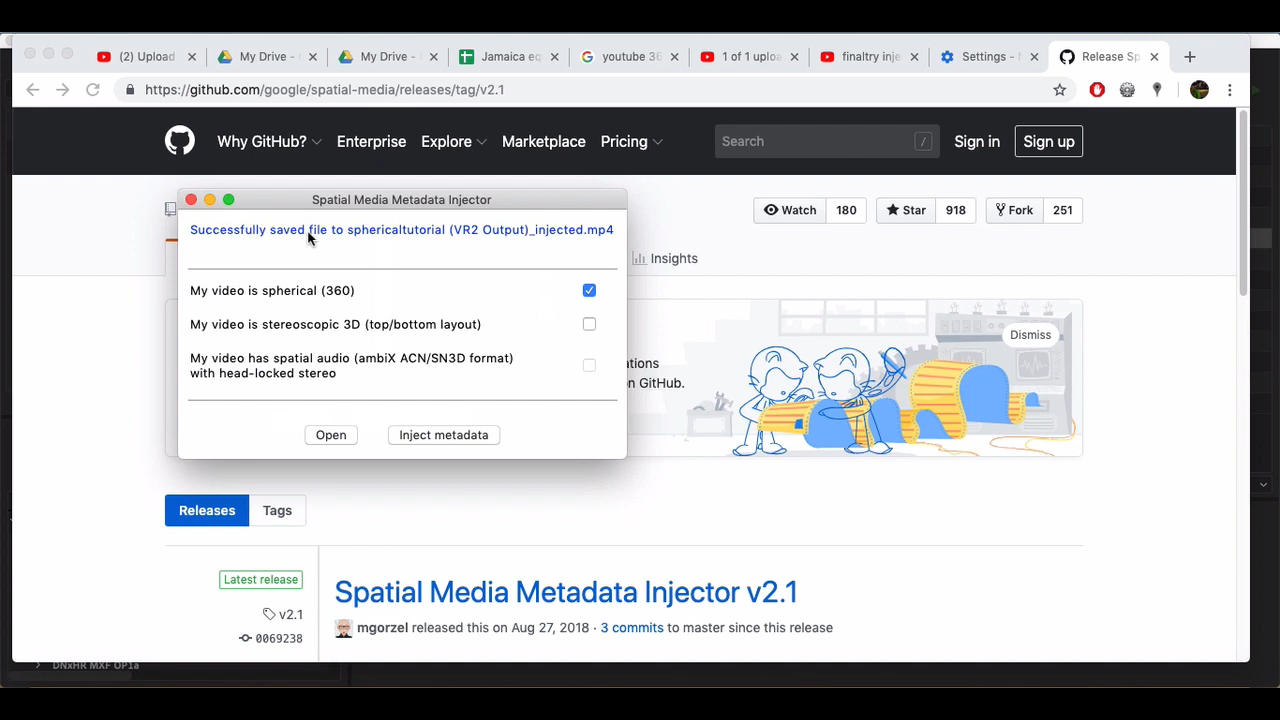 (2) Upload
My Drive -
My Drive -
Jamaica eq
youtube 36
1 of 1 uploa
finaltry inje
Settings -
Release Sp
https://github.com/google/spatial-media/releases/tag/v2.1
Why GitHub?
Enterprise
Explore
Marketplace
Pricing
Search
/
Sign in
Sign up
Spatial Media Metadata Injector
Watch 180
Star 918
Fork 251
Successfully saved file to sphericaltutorial (VR2 Output)_injected.mp4
Insights
My video is spherical (360)
My video is stereoscopic 3D (top/bottom layout)
My video has spatial audio (ambiX ACN/SN3D format)
with head-locked stereo
Dismiss
ations
on GitHub.
Open
Inject metadata
Releases
Tags
Latest release
Spatial Media Metadata Injector v2.1
v2.1
mgorzel released this on Aug 27, 2018 · 3 commits to master since this release
0069238
DNxHR MXF OP1a